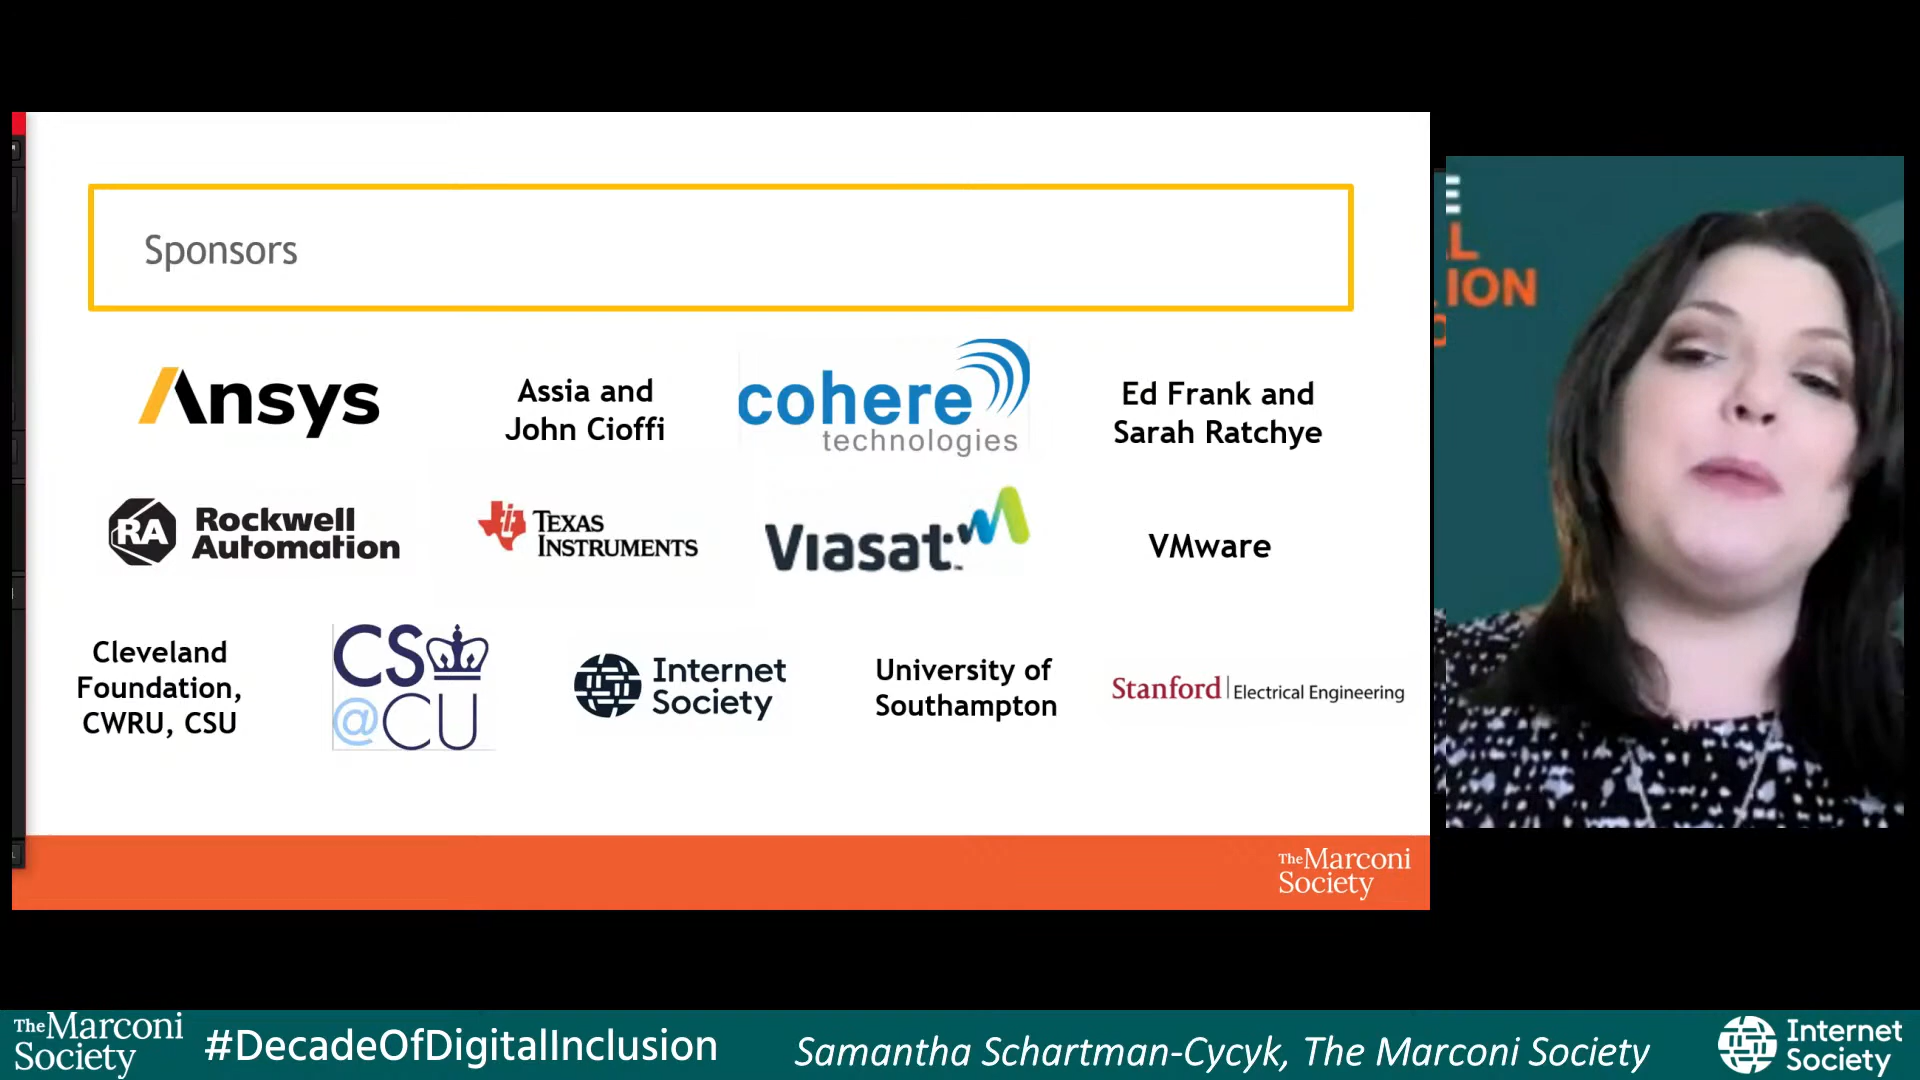 Sponsors
Ansys
Assia and
John Cioffi
cohere
technologies
Ed Frank and
Sarah Ratchye
RA Rockwell
Automation
Texas
Instruments
Viasat
VMware
Cleveland
Foundation,
CWRU, CSU
CS
@CU
Internet
Society
University of
Southampton
Stanford Electrical Engineering
The Marconi
Society
E
L
ION
The Marconi
Society
#DecadeOfDigitalInclusion
Samantha Schartman-Cycyk, The Marconi Society
Internet
Society